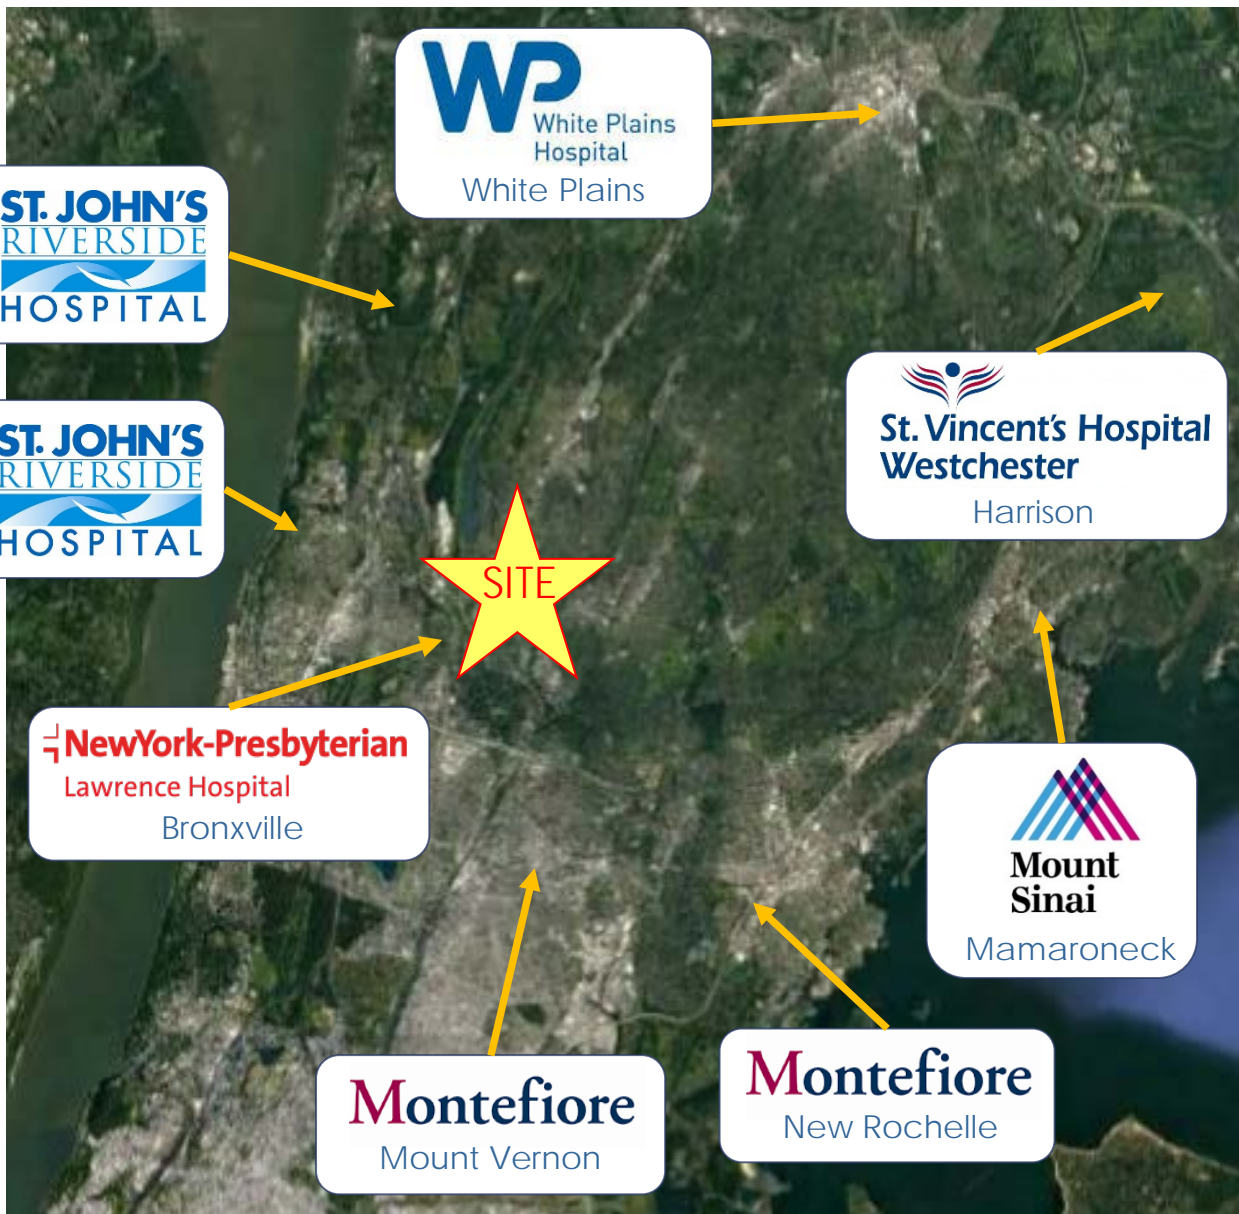 WP
White Plains
Hospital
White Plains
ST. JOHN'S
RIVERSIDE
HOSPITAL
St. Vincent's Hospital
Westchester
Harrison
ST. JOHN'S
RIVERSIDE
HOSPITAL
SITE
NewYork-Presbyterian
Lawrence Hospital
Bronxville
Mount
Sinai
Mamaroneck
Montefiore
Mount Vernon
Montefiore
New Rochelle